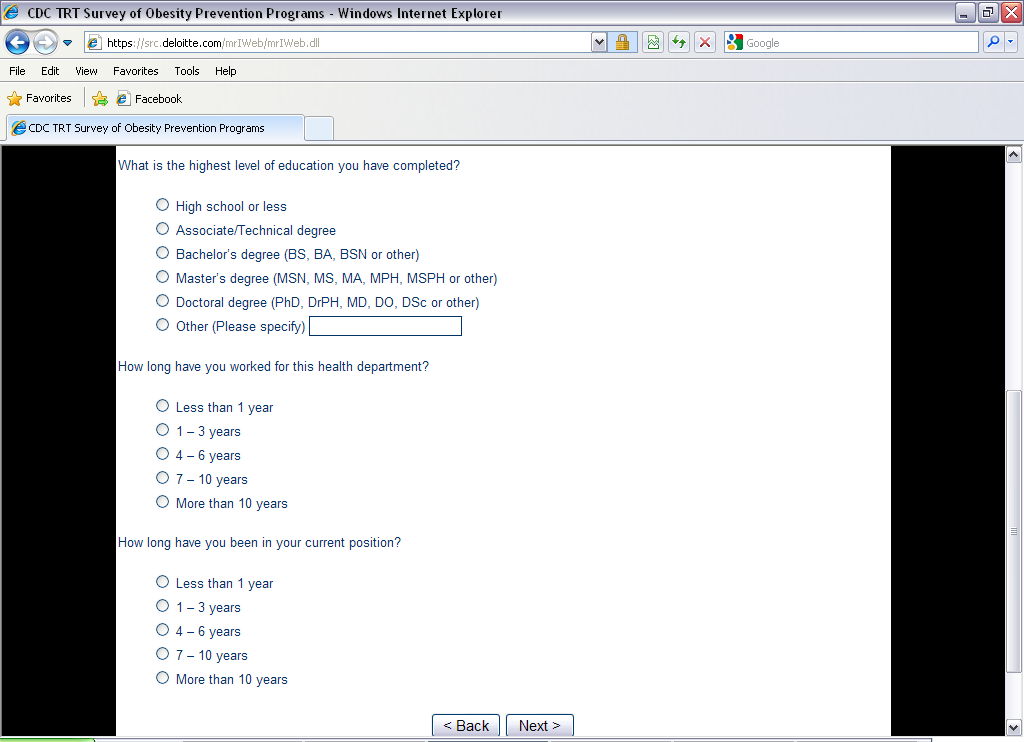 CDC TRT Survey of Obesity Prevention Programs - Windows Internet Explorer
https://src.deloitte.com/mrIWeb/mrIWeb.dll
Google
File Edit View Favorites Tools Help
Favorites Facebook
CDC TRT Survey of Obesity Prevention Programs
What is the highest level of education you have completed?
High school or less
Associate/Technical degree
Bachelor's degree (BS, BA, BSN or other)
Master's degree (MSN, MS, MA, MPH, MSPH or other)
Doctoral degree (PhD, DrPH, MD, DO, DSc or other)
Other (Please specify)
How long have you worked for this health department?
Less than 1 year
1 – 3 years
4 – 6 years
7 – 10 years
More than 10 years
How long have you been in your current position?
Less than 1 year
1 – 3 years
4 – 6 years
7 – 10 years
More than 10 years
< Back Next >